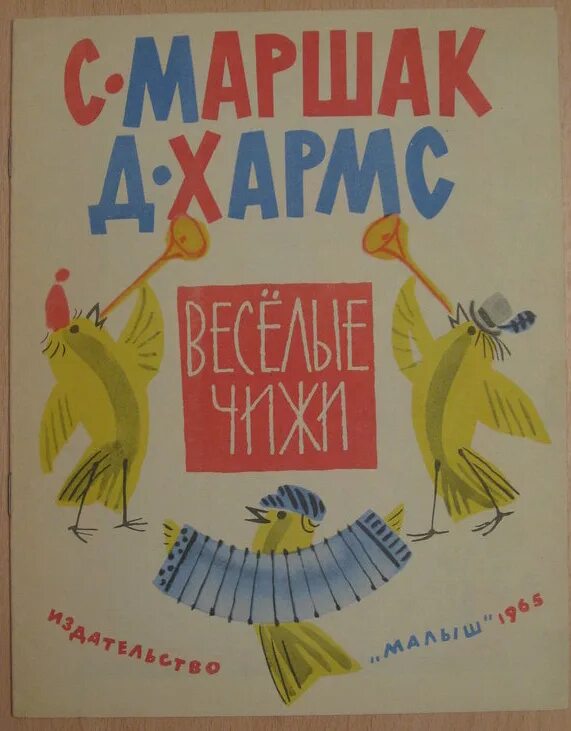 С·МАРШАК
Д·ХАРМС
ВЕСЁЛЫЕ
ЧИЖИ
ИЗДАТЕЛЬСТВО „МАЛЫШ" 1965